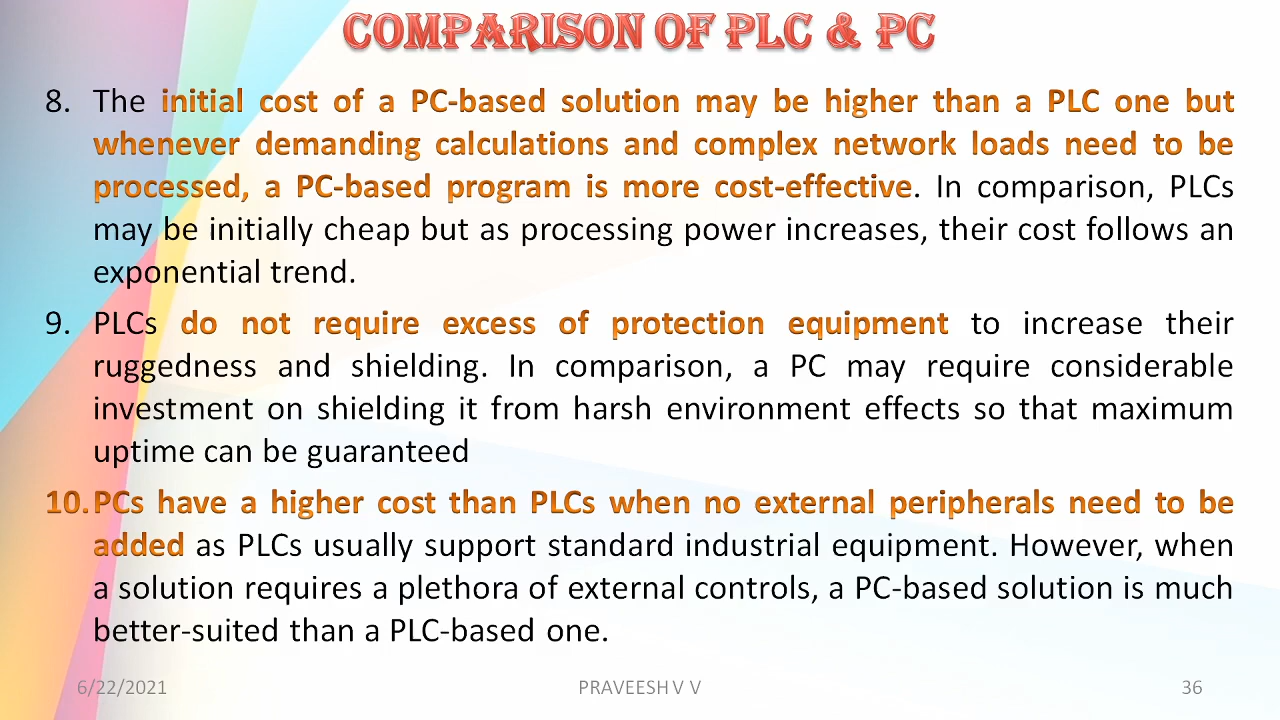 COMPARISON OF PLC & PC
8. The initial cost of a PC-based solution may be higher than a PLC one but
whenever demanding calculations and complex network loads need to be
processed, a PC-based program is more cost-effective. In comparison, PLCs
may be initially cheap but as processing power increases, their cost follows an
exponential trend.
9. PLCs do not require excess of protection equipment to increase their
ruggedness and shielding. In comparison, a PC may require considerable
investment on shielding it from harsh environment effects so that maximum
uptime can be guaranteed
10. PCs have a higher cost than PLCs when no external peripherals need to be
added as PLCs usually support standard industrial equipment. However, when
a solution requires a plethora of external controls, a PC-based solution is much
better-suited than a PLC-based one.
6/22/2021 PRAVEESH V V 36